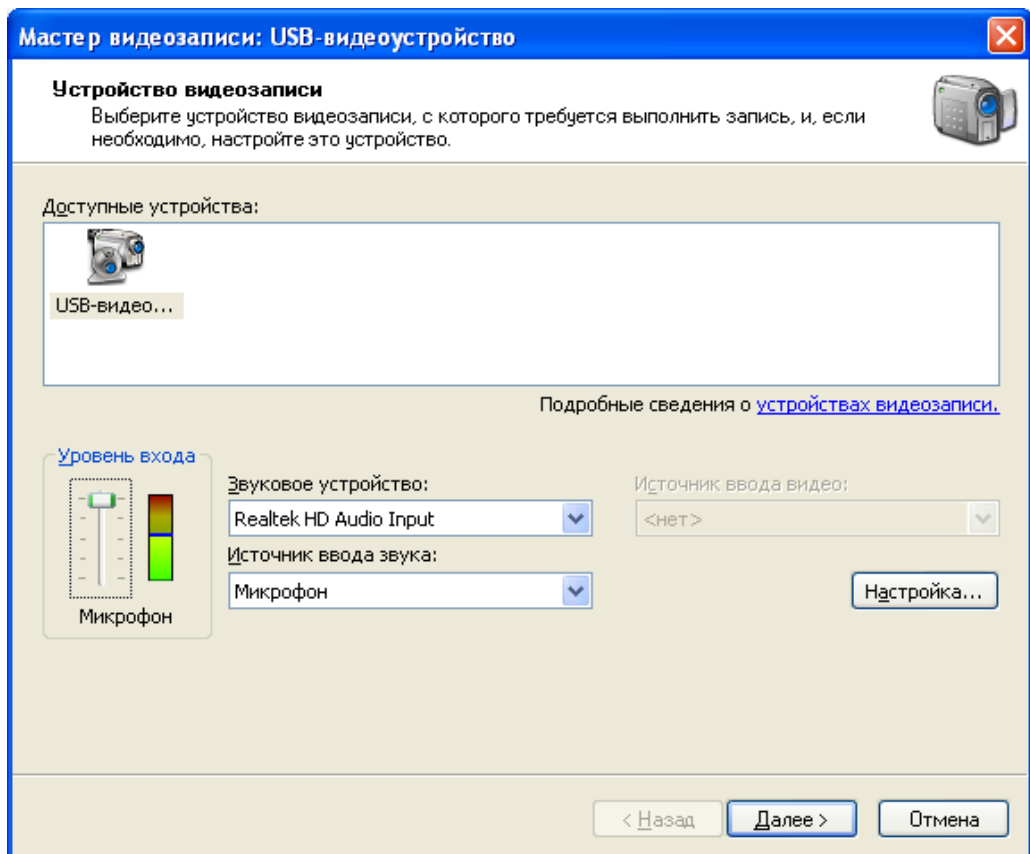 Мастер видеозаписи: USB-видеоустройство
Устройство видеозаписи
Выберите устройство видеозаписи, с которого требуется выполнить запись, и, если
необходимо, настройте это устройство.
Доступные устройства:
USB-видео...
Подробные сведения о устройствах видеозаписи.
Уровень входа
Микрофон
Звуковое устройство:
Realtek HD Audio Input
Источник ввода звука:
Микрофон
Источник ввода видео:
<нет>
Настройка...
< Назад
Далее >
Отмена